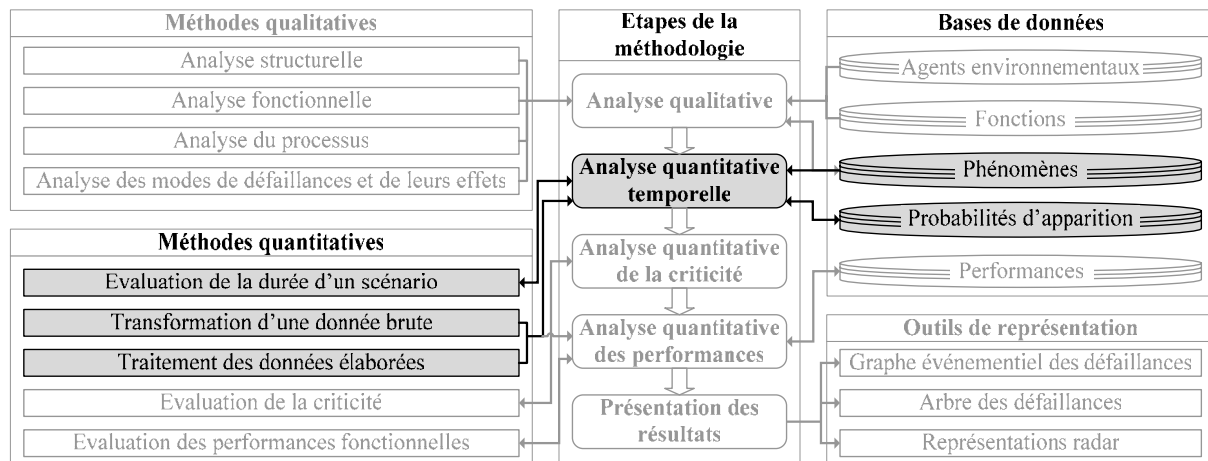 Méthodes qualitatives
Analyse structurelle
Analyse fonctionnelle
Analyse du processus
Analyse des modes de défaillances et de leurs effets
Méthodes quantitatives
Evaluation de la durée d’un scénario
Transformation d’une donnée brute
Traitement des données élaborées
Evaluation de la criticité
Evaluation des performances fonctionnelles
Etapes de la
méthodologie
Analyse qualitative
Analyse quantitative
temporelle
Analyse quantitative
de la criticité
Analyse quantitative
des performances
Présentation des
résultats
Bases de données
Agents environnementaux
Fonctions
Phénomènes
Probabilités d’apparition
Performances
Outils de représentation
Graphe événementiel des défaillances
Arbre des défaillances
Représentations radar